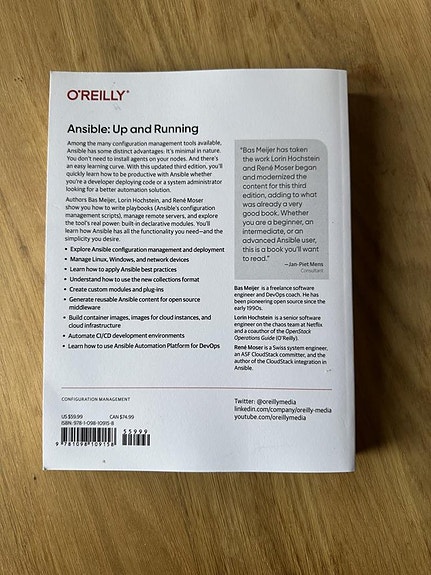 O'REILLY®
Ansible: Up and Running
Among the many configuration management tools available,
Ansible has some distinct advantages: It's minimal in nature.
You don't need to install agents on your nodes. And there's
an easy learning curve. With this updated third edition, you'll
quickly learn how to be productive with Ansible whether
you're a developer deploying code or a system administrator
looking for a better automation solution.
Authors Bas Meijer, Lorin Hochstein, and René Moser
show you how to write playbooks (Ansible's configuration
management scripts), manage remote servers, and explore
the tool's real power: built-in declarative modules. You'll
learn how Ansible has all the functionality you need—and the
simplicity you desire.
• Explore Ansible configuration management and deployment
• Manage Linux, Windows, and network devices
• Learn how to apply Ansible best practices
• Understand how to use the new collections format
• Create custom modules and plug-ins
• Generate reusable Ansible content for open source
middleware
• Build container images, images for cloud instances, and
cloud infrastructure
• Automate CI/CD development environments
• Learn how to use Ansible Automation Platform for DevOps
"Bas Meijer has taken
the work Lorin Hochstein
and René Moser began
and modernized the
content for this third
edition, adding to
what was already a very
good book. Whether
you are a beginner, an
intermediate, or an
advanced Ansible user,
this is a book you'll want
to read."
—Jan-Piet Mens
Consultant
Bas Meijer is a freelance software
engineer and DevOps coach. He has
been pioneering open source since the
early 1990s.
Lorin Hochstein is a senior software
engineer on the chaos team at Netflix
and a coauthor of the OpenStack
Operations Guide (O'Reilly).
René Moser is a Swiss system engineer,
an ASF CloudStack committer, and the
author of the CloudStack integration in
Ansible.
CONFIGURATION MANAGEMENT
US $59.99 CAN $74.99
ISBN: 978-1-098-10915-8
55999
9 781098 109158
Twitter: @oreillymedia
linkedin.com/company/oreilly-media
youtube.com/oreillymedia